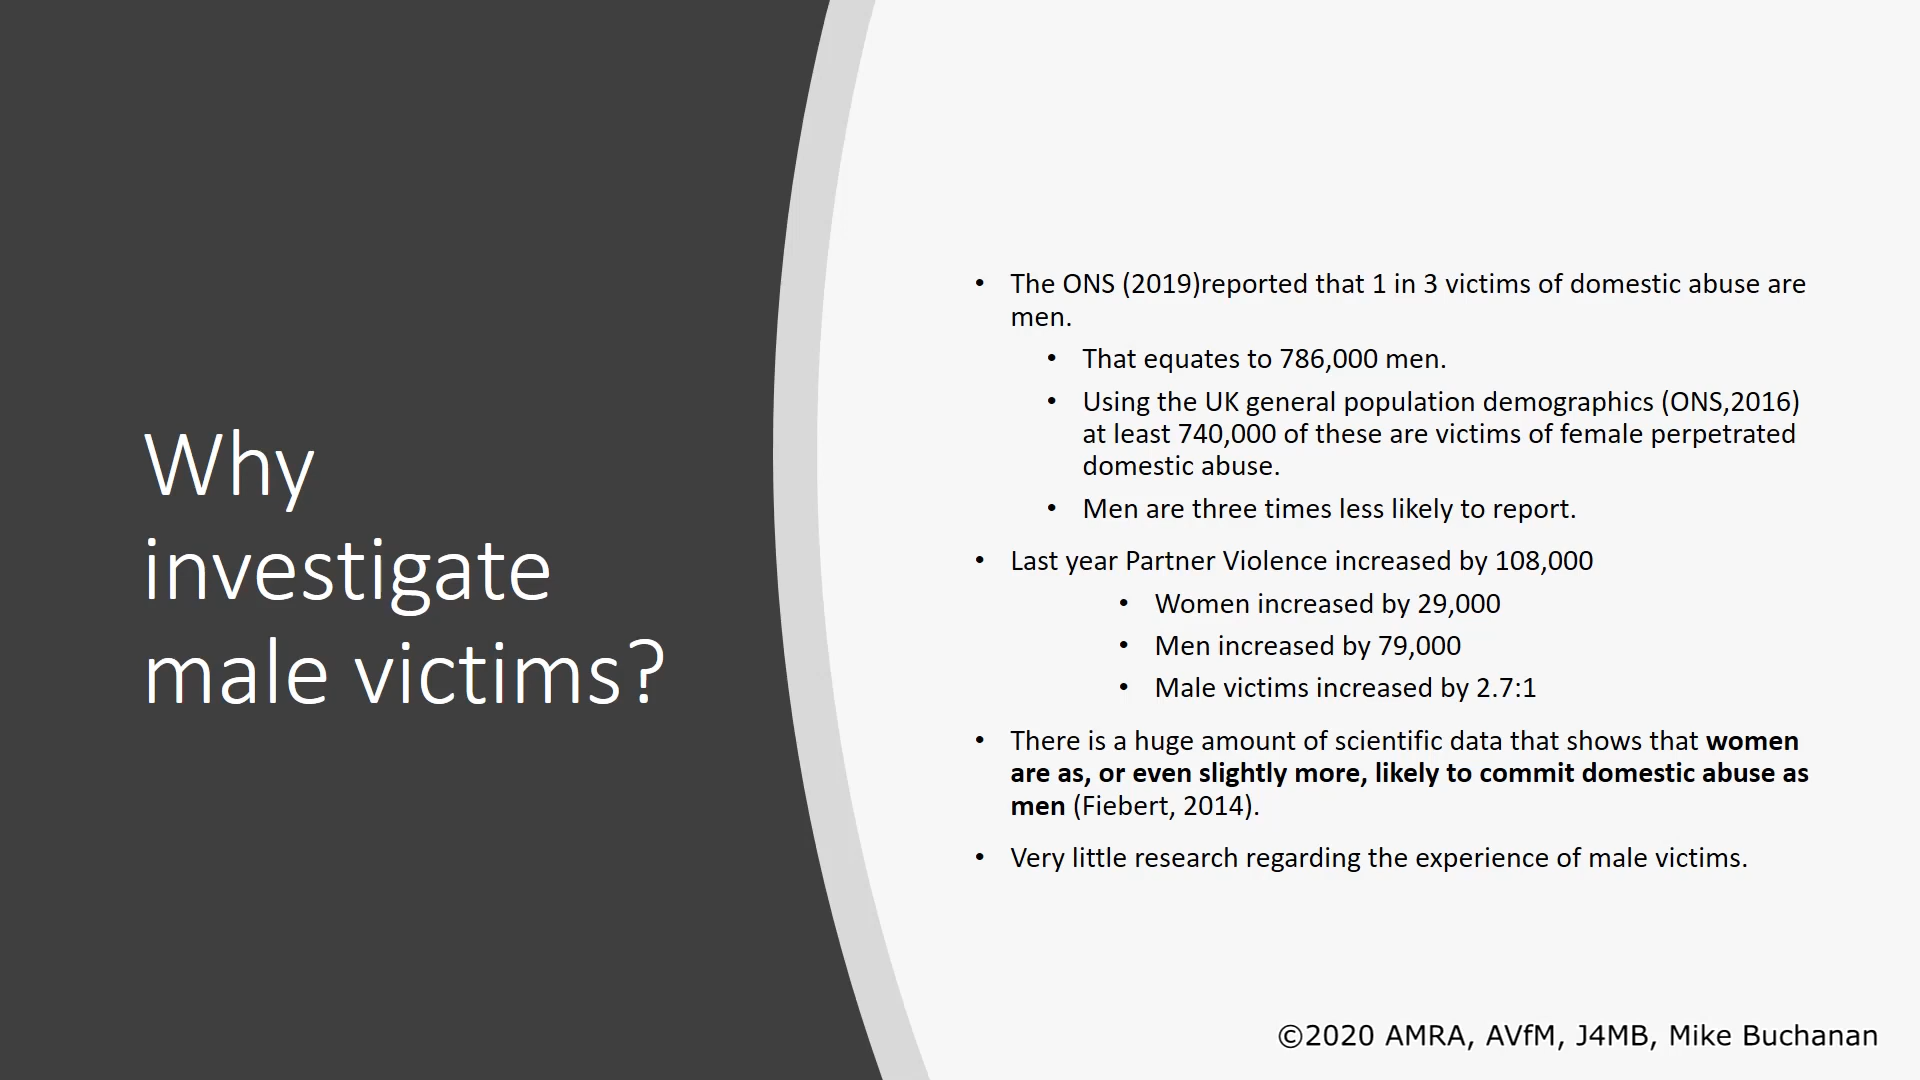 Why
investigate
male victims?
• The ONS (2019)reported that 1 in 3 victims of domestic abuse are
men.
• That equates to 786,000 men.
• Using the UK general population demographics (ONS,2016)
at least 740,000 of these are victims of female perpetrated
domestic abuse.
• Men are three times less likely to report.
• Last year Partner Violence increased by 108,000
• Women increased by 29,000
• Men increased by 79,000
• Male victims increased by 2.7:1
• There is a huge amount of scientific data that shows that women
are as, or even slightly more, likely to commit domestic abuse as
men (Fiebert, 2014).
• Very little research regarding the experience of male victims.
©2020 AMRA, AVfM, J4MB, Mike Buchanan